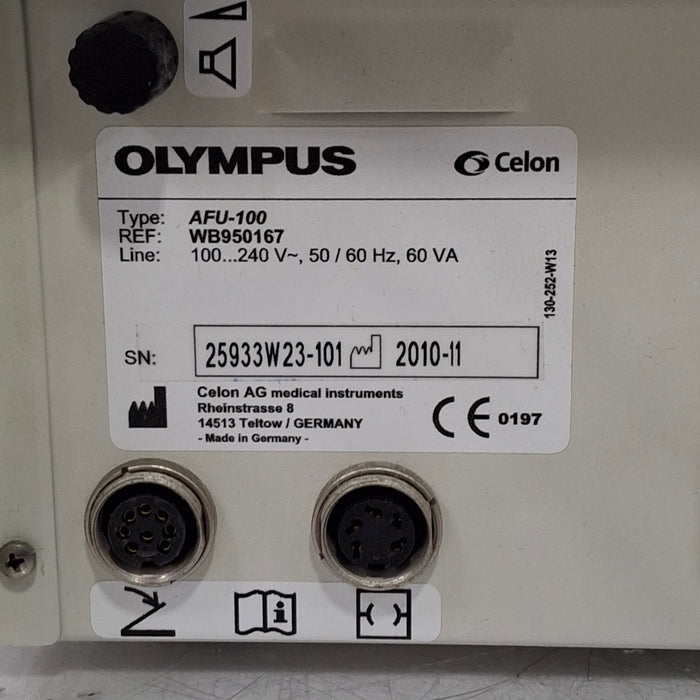 OLYMPUS Celon
Type: AFU-100
REF: WB950167
Line: 100...240 V~, 50 / 60 Hz, 60 VA
130-252-W13
SN: 25933W23-101 2010-11
Celon AG medical instruments
Rheinstrasse 8
14513 Teltow / GERMANY
- Made in Germany -
CE 0197